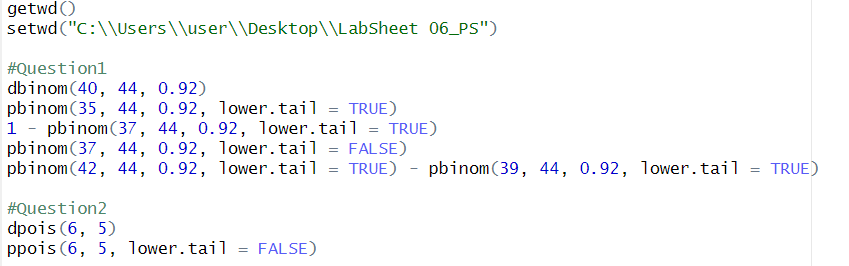 getwd()
setwd("C:\\Users\\user\\Desktop\\LabSheet 06_PS")
#Question1
dbinom(40, 44, 0.92)
pbinom(35, 44, 0.92, lower.tail = TRUE)
1 - pbinom(37, 44, 0.92, lower.tail = TRUE)
pbinom(37, 44, 0.92, lower.tail = FALSE)
pbinom(42, 44, 0.92, lower.tail = TRUE) - pbinom(39, 44, 0.92, lower.tail = TRUE)
#Question2
dpois(6, 5)
ppois(6, 5, lower.tail = FALSE)